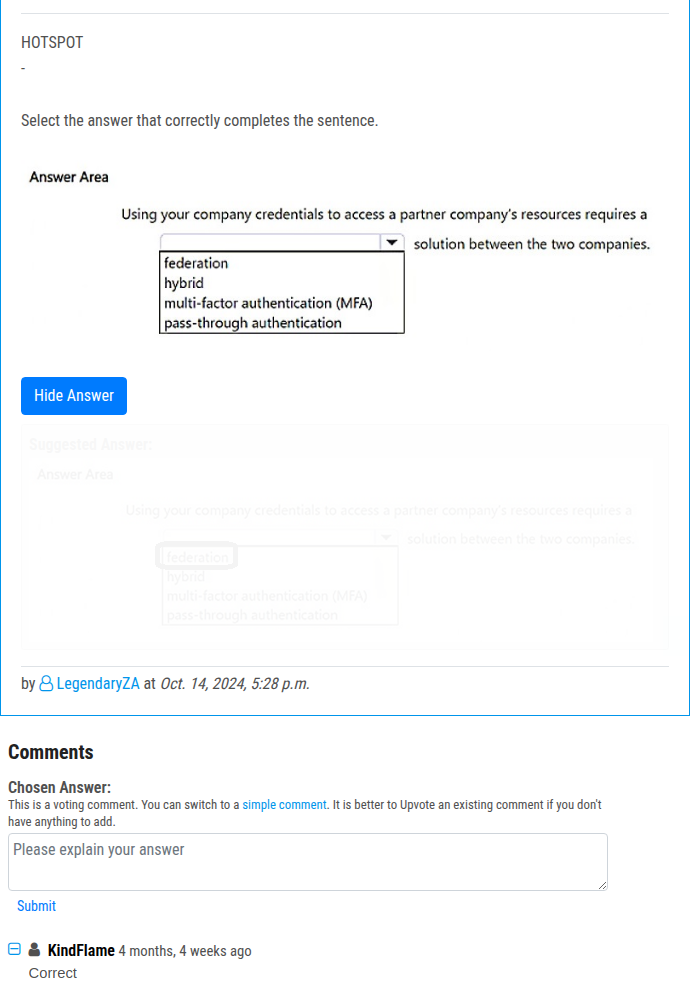 HOTSPOT
-
Select the answer that correctly completes the sentence.
Answer Area
Using your company credentials to access a partner company's resources requires a
solution between the two companies.
federation
hybrid
multi-factor authentication (MFA)
pass-through authentication
Hide Answer
Suggested Answer:
Answer Area
Using your company credentials to access a partner company's resources requires a
solution between the two companies.
federation
hybrid
multi-factor authentication (MFA)
pass-through authentication
by LegendaryZA at Oct. 14, 2024, 5:28 p.m.
Comments
Chosen Answer:
This is a voting comment. You can switch to a simple comment. It is better to Upvote an existing comment if you don't
have anything to add.
Please explain your answer
Submit
KindFlame 4 months, 4 weeks ago
Correct